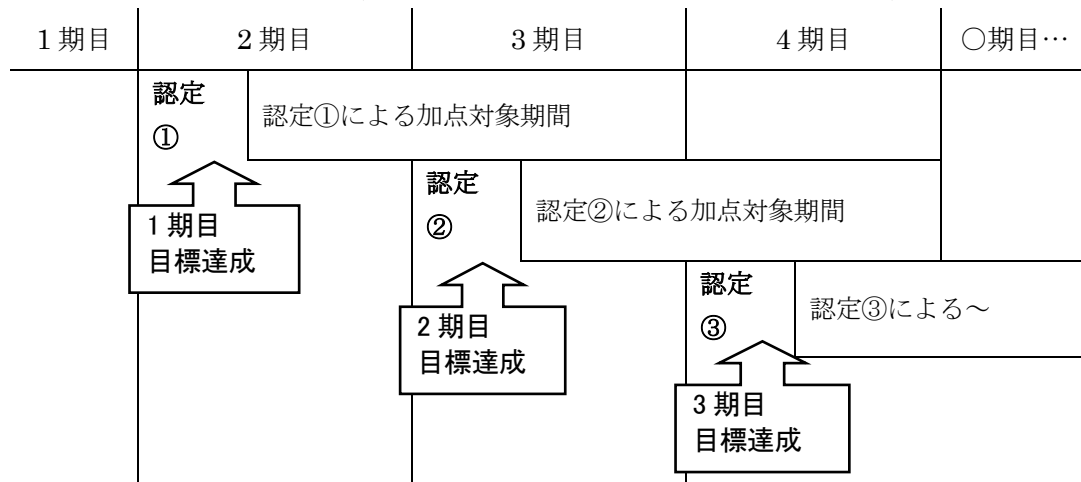 1期目
2期目
3期目
4期目
〇期目…
認定
①
認定①による加点対象期間
1期目
目標達成
認定
②
認定②による加点対象期間
2期目
目標達成
認定
③
認定③による～
3期目
目標達成